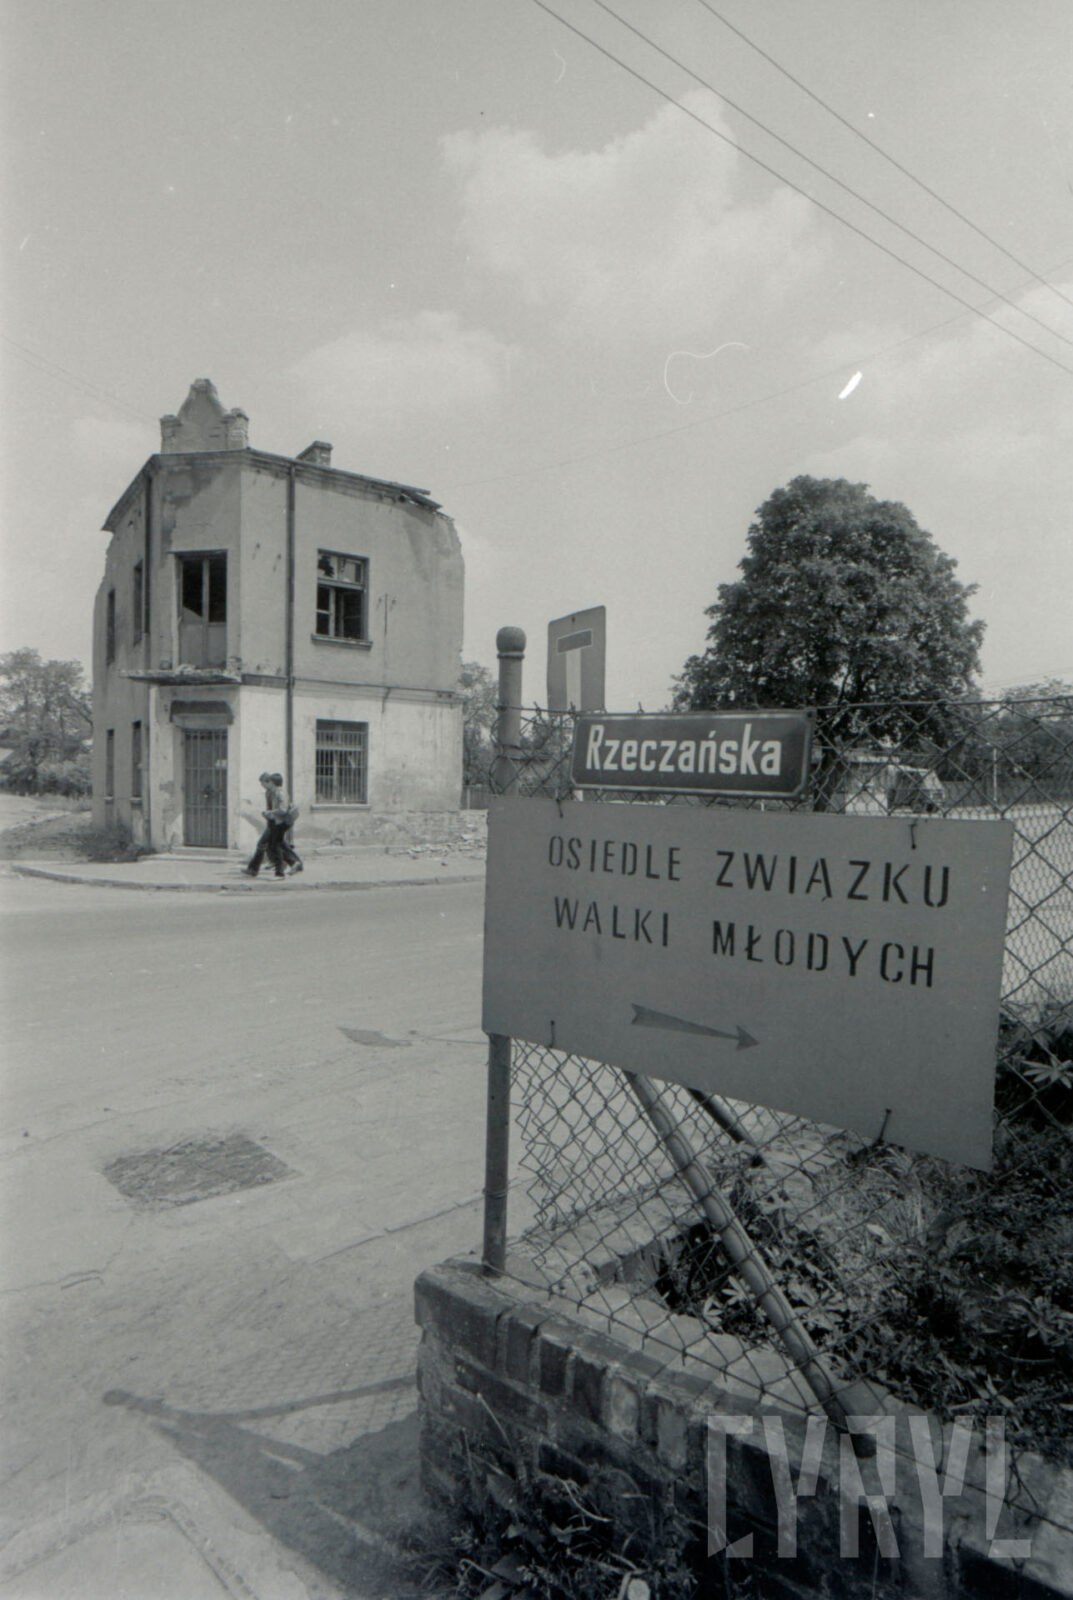 Rzeczańska
OSIEDLE ZWIĄZKU
WALKI MŁODYCH
CYRYL